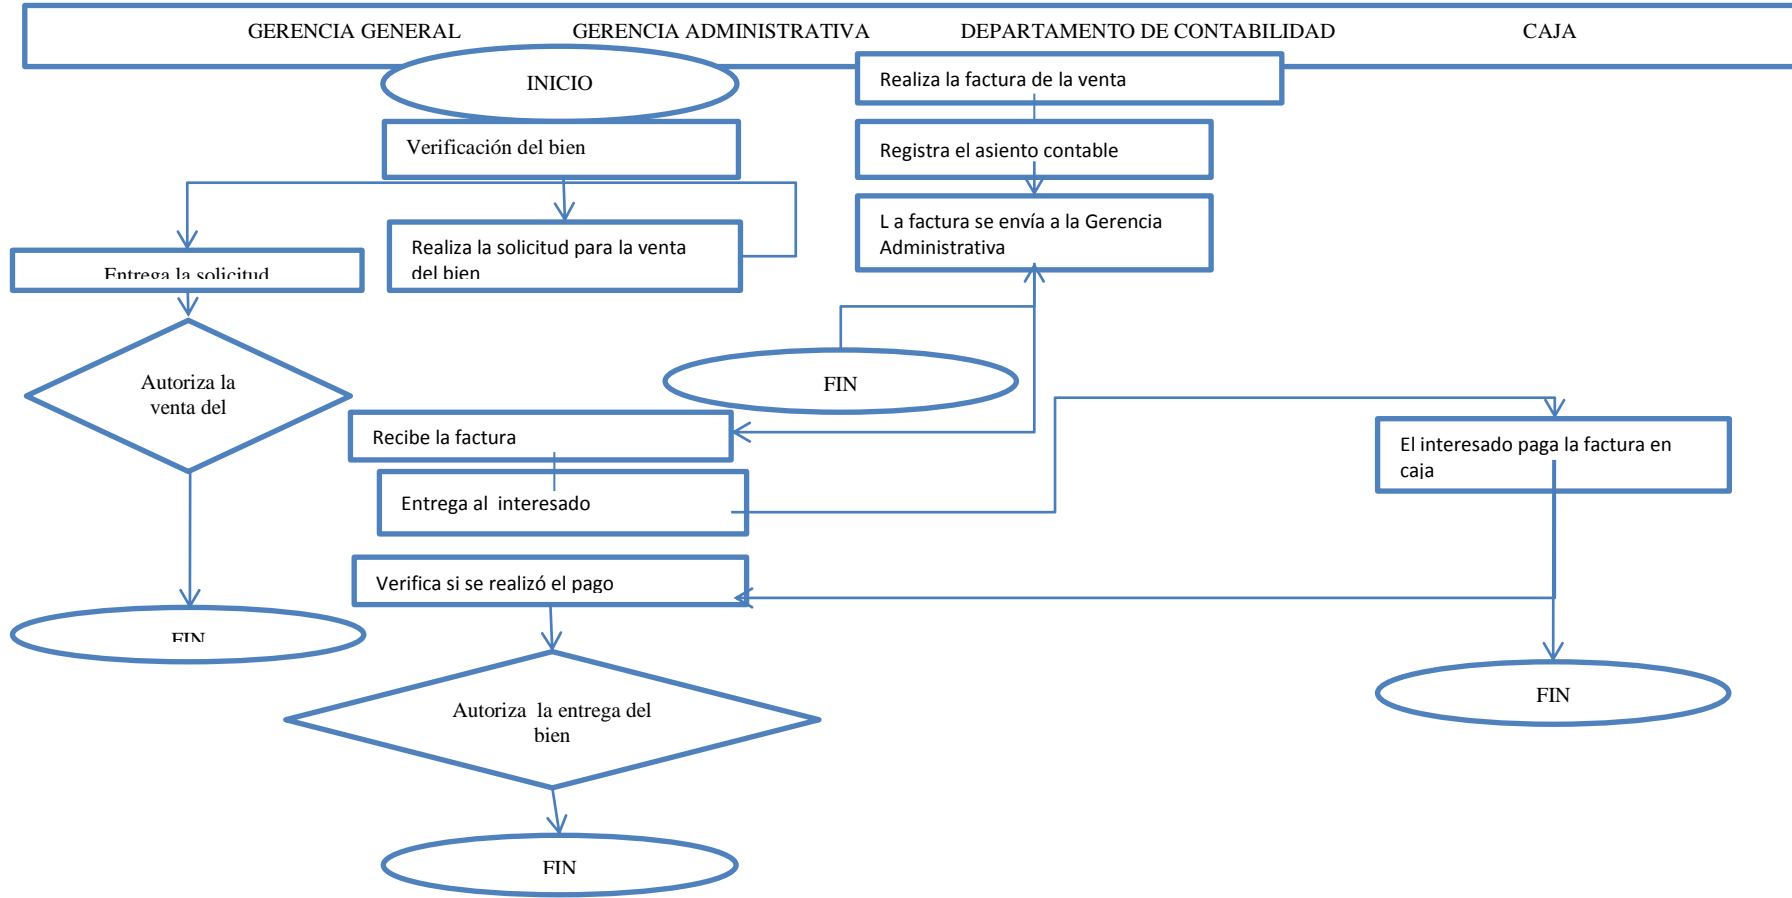 GERENCIA GENERAL GERENCIA ADMINISTRATIVA DEPARTAMENTO DE CONTABILIDAD CAJA
INICIO
Verificación del bien
Realiza la solicitud para la venta
del bien
Entrega la solicitud
Autoriza la
venta del
FIN
Realiza la factura de la venta
Registra el asiento contable
L a factura se envía a la Gerencia
Administrativa
FIN
Recibe la factura
Entrega al interesado
El interesado paga la factura en
caja
Verifica si se realizó el pago
Autoriza la entrega del
bien
FIN
FIN